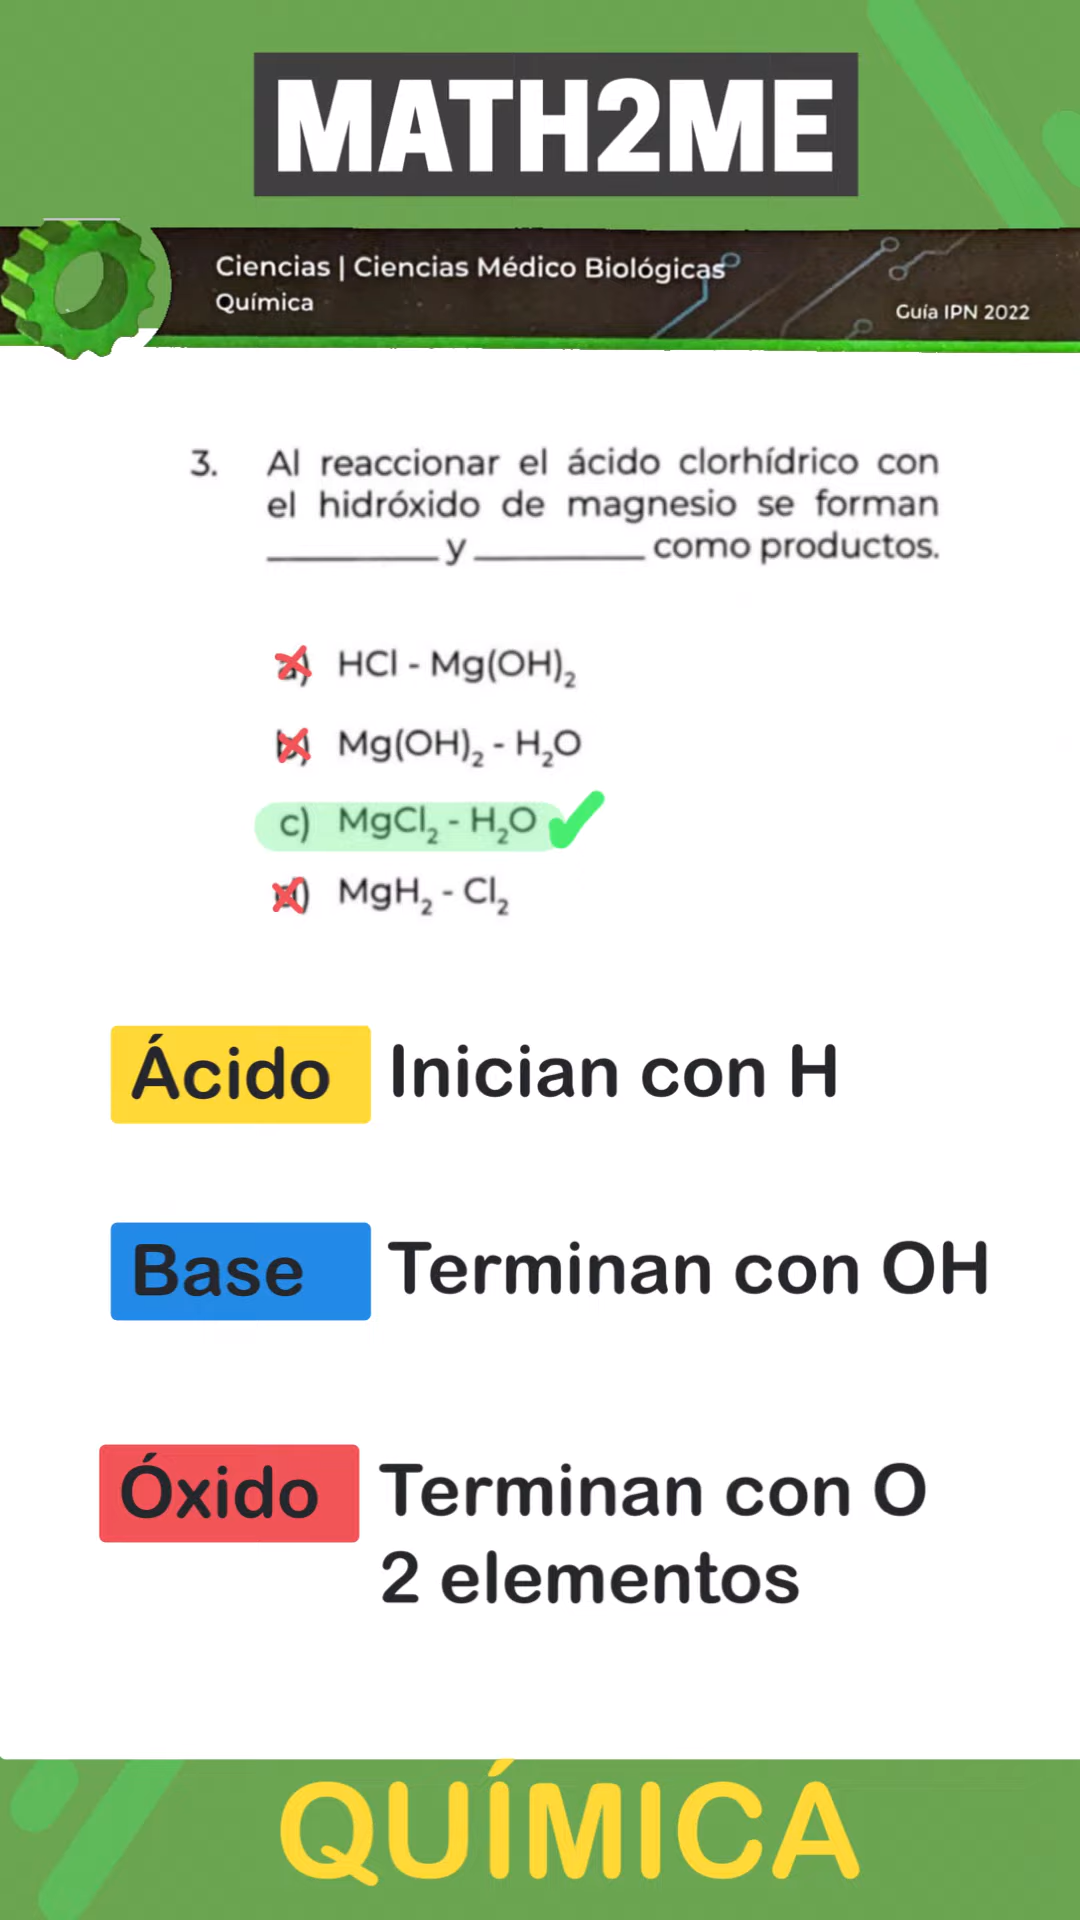 MATH2ME
Ciencias | Ciencias Médico Biológicas
Química
Guía IPN 2022
3. Al reaccionar el ácido clorhídrico con
el hidróxido de magnesio se forman
__________ y __________ como productos.
a) HCl - Mg(OH)₂
b) Mg(OH)₂ - H₂O
c) MgCl₂ - H₂O
d) MgH₂ - Cl₂
Ácido Inician con H
Base Terminan con OH
Óxido Terminan con O
2 elementos
QUÍMICA